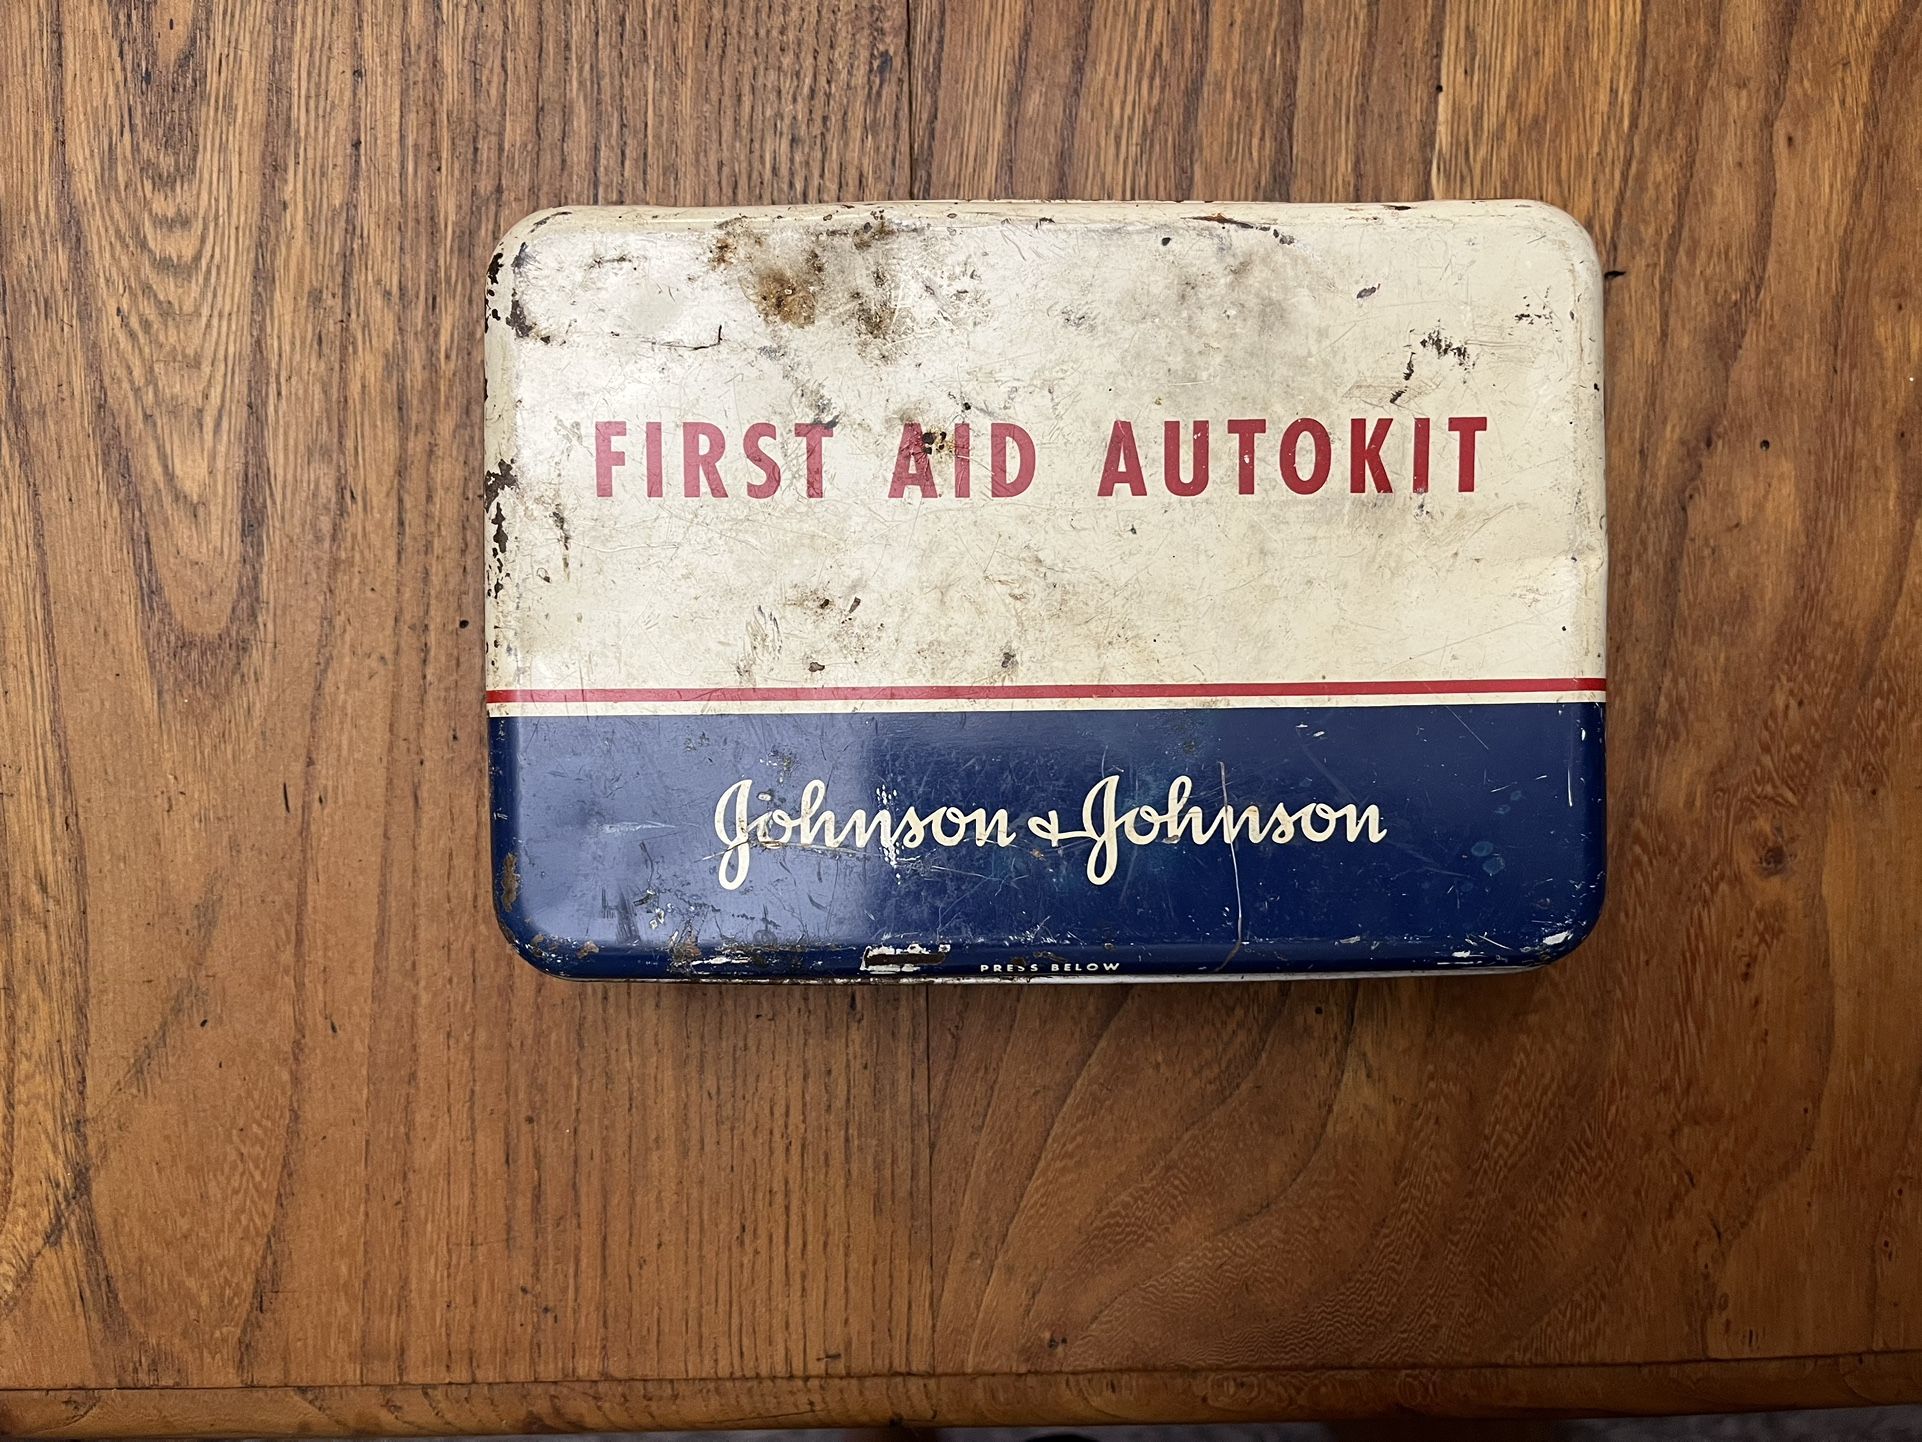 FIRST AID AUTOKIT
Johnson & Johnson
PRESS BELOW